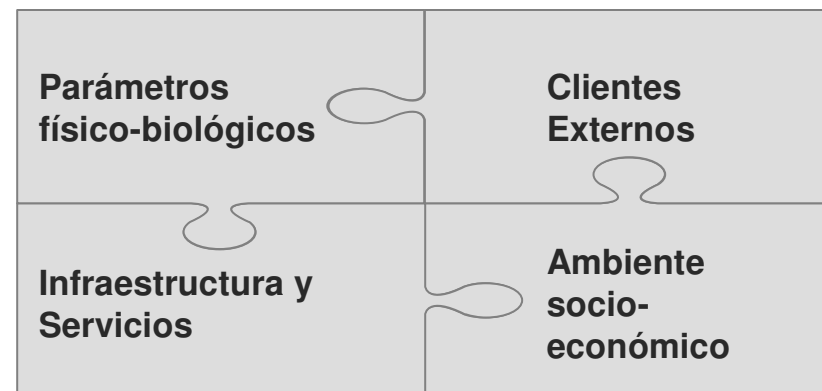 Parámetros
físico-biológicos
Clientes
Externos
Infraestructura y
Servicios
Ambiente
socio-
económico